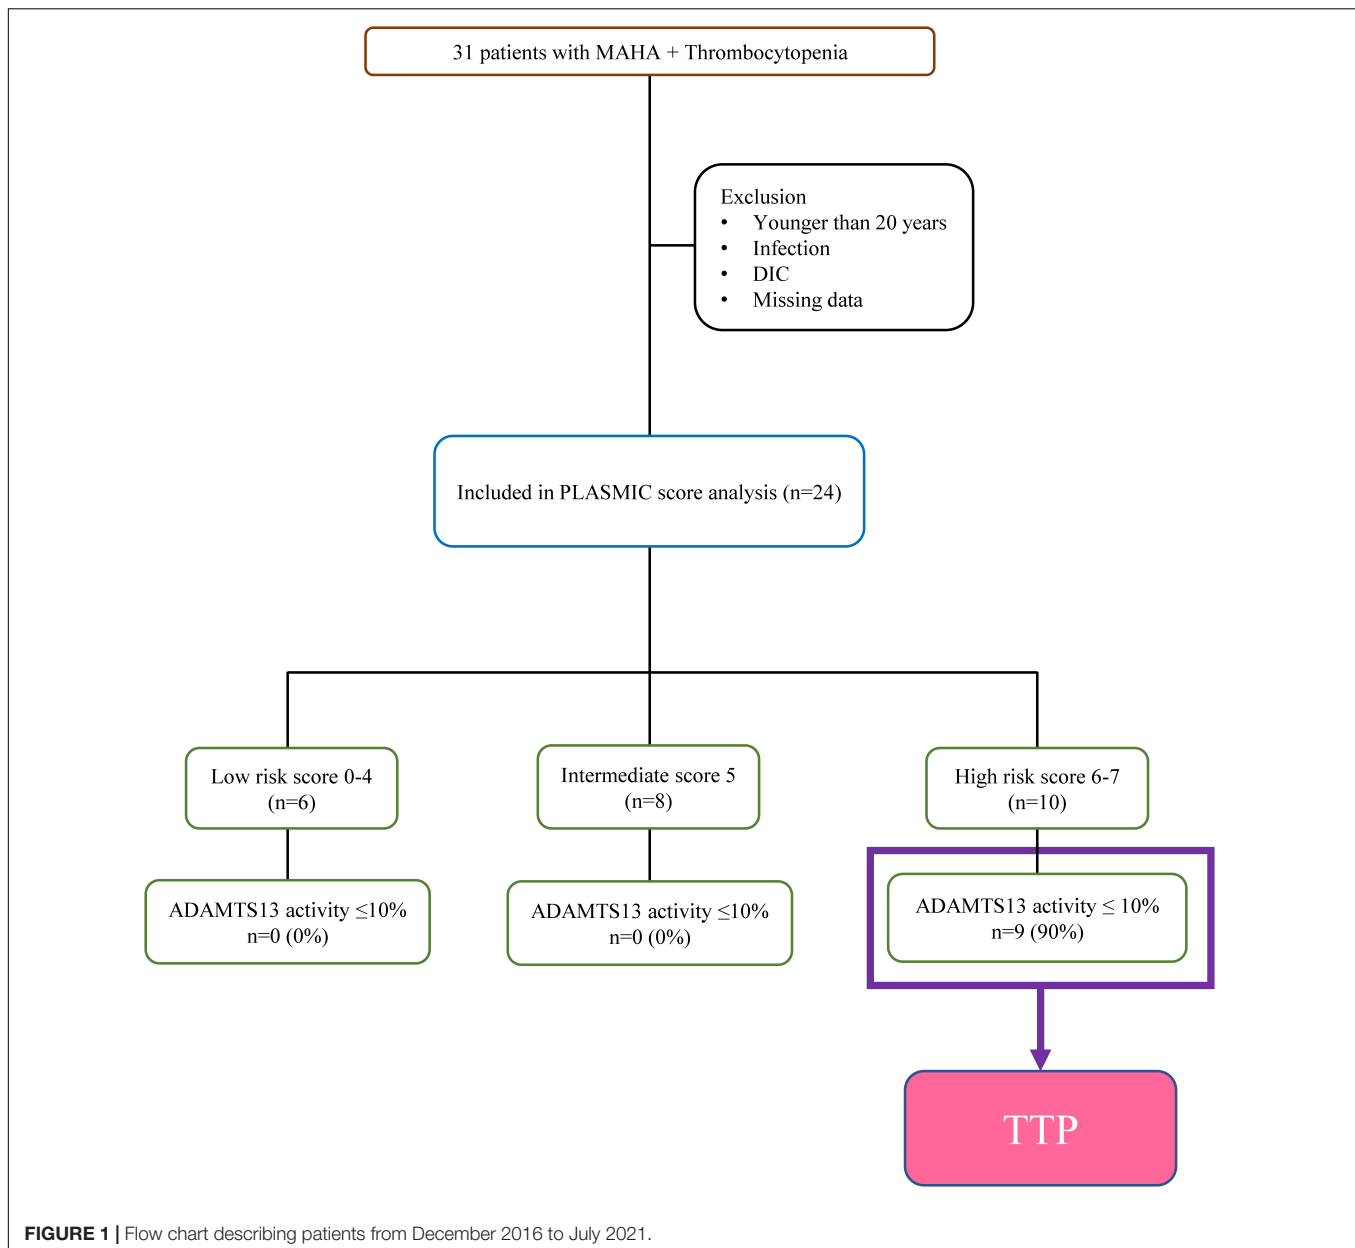 31 patients with MAHA + Thrombocytopenia
Exclusion
• Younger than 20 years
• Infection
• DIC
• Missing data
Included in PLASMIC score analysis (n=24)
Low risk score 0-4
(n=6)
Intermediate score 5
(n=8)
High risk score 6-7
(n=10)
ADAMTS13 activity ≤10%
n=0 (0%)
ADAMTS13 activity ≤10%
n=0 (0%)
ADAMTS13 activity ≤ 10%
n=9 (90%)
TTP
FIGURE 1 | Flow chart describing patients from December 2016 to July 2021.